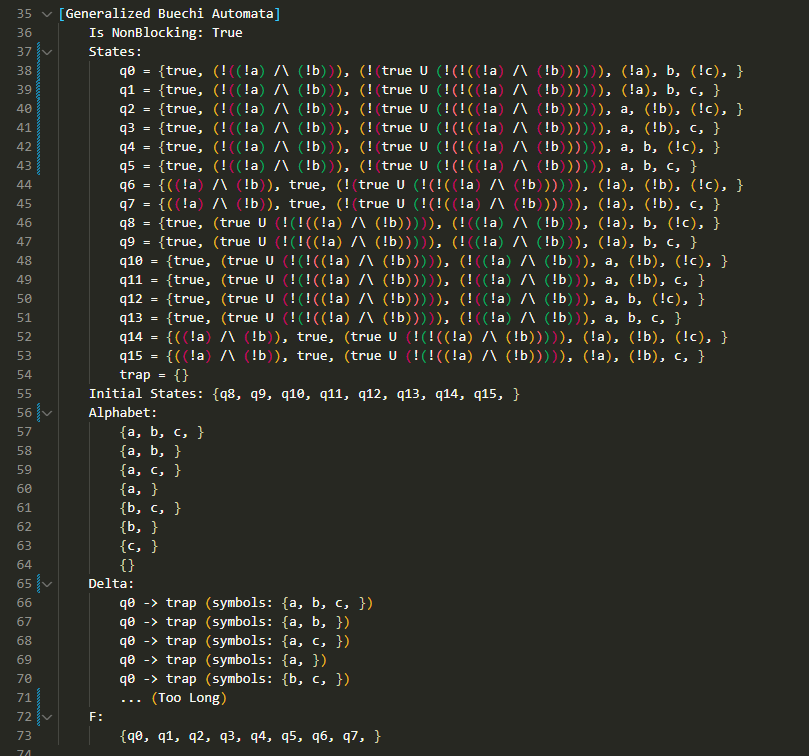 35 [Generalized Buechi Automata]
36 Is NonBlocking: True
37 States:
38 q0 = {true, (!((!a) /\ (!b))), (!(true U (!(!((!a) /\ (!b)))))), (!a), b, (!c), }
39 q1 = {true, (!((!a) /\ (!b))), (!(true U (!(!((!a) /\ (!b)))))), (!a), b, c, }
40 q2 = {true, (!((!a) /\ (!b))), (!(true U (!(!((!a) /\ (!b)))))), a, (!b), (!c), }
41 q3 = {true, (!((!a) /\ (!b))), (!(true U (!(!((!a) /\ (!b)))))), a, (!b), c, }
42 q4 = {true, (!((!a) /\ (!b))), (!(true U (!(!((!a) /\ (!b)))))), a, b, (!c), }
43 q5 = {true, (!((!a) /\ (!b))), (!(true U (!(!((!a) /\ (!b)))))), a, b, c, }
44 q6 = {((!a) /\ (!b)), true, (!(true U (!(!((!a) /\ (!b)))))), (!a), (!b), (!c), }
45 q7 = {((!a) /\ (!b)), true, (!(true U (!(!((!a) /\ (!b)))))), (!a), (!b), c, }
46 q8 = {true, (true U (!(!((!a) /\ (!b))))), (!((!a) /\ (!b))), (!a), b, (!c), }
47 q9 = {true, (true U (!(!((!a) /\ (!b))))), (!((!a) /\ (!b))), (!a), b, c, }
48 q10 = {true, (true U (!(!((!a) /\ (!b))))), (!((!a) /\ (!b))), a, (!b), (!c), }
49 q11 = {true, (true U (!(!((!a) /\ (!b))))), (!((!a) /\ (!b))), a, (!b), c, }
50 q12 = {true, (true U (!(!((!a) /\ (!b))))), (!((!a) /\ (!b))), a, b, (!c), }
51 q13 = {true, (true U (!(!((!a) /\ (!b))))), (!((!a) /\ (!b))), a, b, c, }
52 q14 = {((!a) /\ (!b)), true, (true U (!(!((!a) /\ (!b))))), (!a), (!b), (!c), }
53 q15 = {((!a) /\ (!b)), true, (true U (!(!((!a) /\ (!b))))), (!a), (!b), c, }
54 trap = {}
55 Initial States: {q8, q9, q10, q11, q12, q13, q14, q15, }
56 Alphabet:
57 {a, b, c, }
58 {a, b, }
59 {a, c, }
60 {a, }
61 {b, c, }
62 {b, }
63 {c, }
64 {}
65 Delta:
66 q0 -> trap (symbols: {a, b, c, })
67 q0 -> trap (symbols: {a, b, })
68 q0 -> trap (symbols: {a, c, })
69 q0 -> trap (symbols: {a, })
70 q0 -> trap (symbols: {b, c, })
71 ... (Too Long)
72 F:
73 {q0, q1, q2, q3, q4, q5, q6, q7, }
74